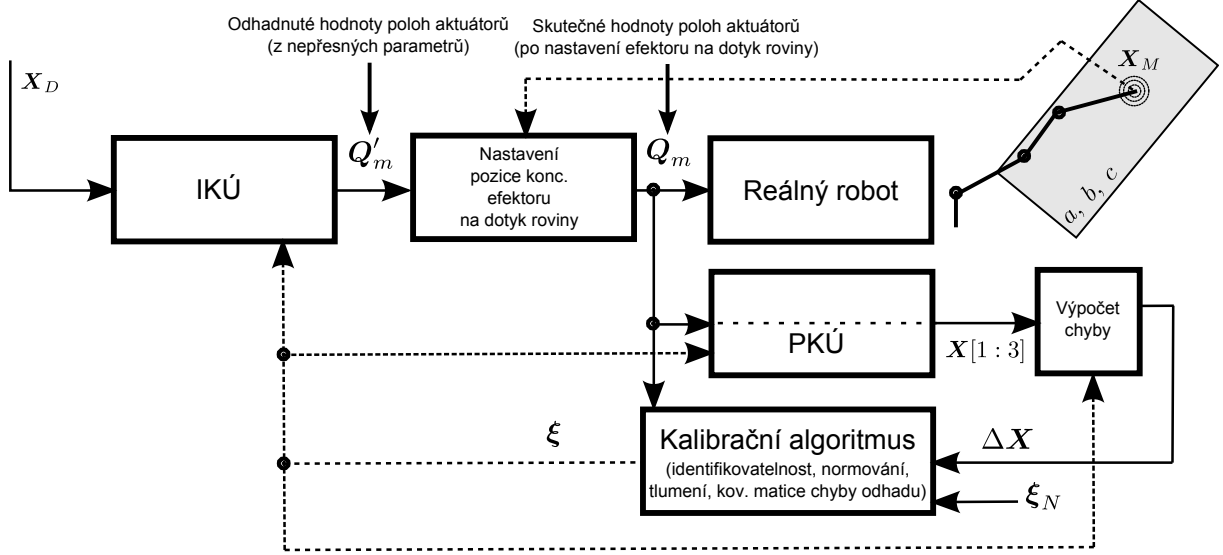 Odhadnuté hodnoty poloh aktuátorů
(z nepřesných parametrů)
Skutečné hodnoty poloh aktuátorů
(po nastavení efektoru na dotyk roviny)
X_D
X_M
Q'_m
Q_m
IKÚ
Nastavení
pozice konc.
efektoru
na dotyk roviny
Reálný robot
a, b, c
PKÚ
X[1 : 3]
Výpočet
chyby
Kalibrační algoritmus
(identifikovatelnost, normování,
tlumení, kov. matice chyby odhadu)
ξ
ΔX
ξ_N